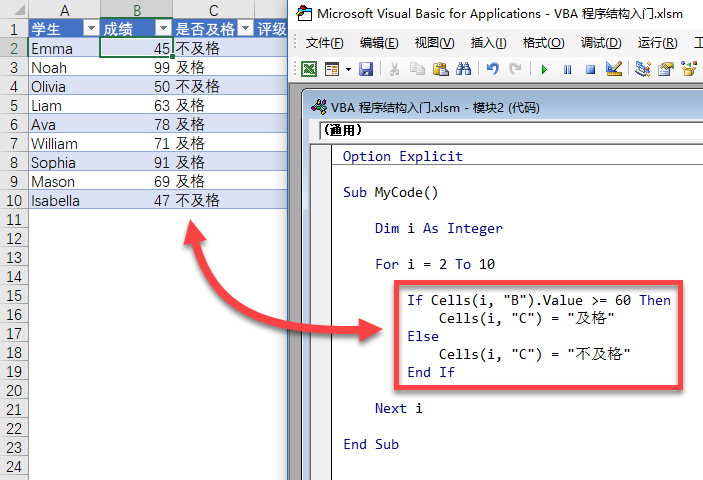 Microsoft Visual Basic for Applications - VBA 程序结构入门.xlsm
文件(F) 编辑(E) 视图(V) 插入(I) 格式(O) 调试(D) 运行(R)
VBA 程序结构入门.xlsm - 模块2 (代码)
(通用)
A B C
1 学生 成绩 是否及格 评级
2 Emma 45 不及格
3 Noah 99 及格
4 Olivia 50 不及格
5 Liam 63 及格
6 Ava 78 及格
7 William 71 及格
8 Sophia 91 及格
9 Mason 69 及格
10 Isabella 47 不及格
11
12
13
14
15
16
17
18
19
20
21
22
23
24
Option Explicit
Sub MyCode()
Dim i As Integer
For i = 2 To 10
If Cells(i, "B").Value >= 60 Then
Cells(i, "C") = "及格"
Else
Cells(i, "C") = "不及格"
End If
Next i
End Sub